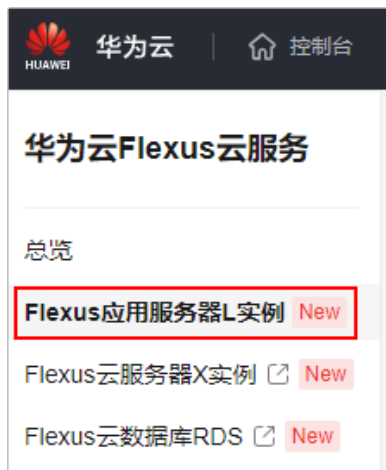 HUAWEI 华为云 控制台
华为云Flexus云服务
总览
Flexus应用服务器L实例 New
Flexus云服务器X实例 New
Flexus云数据库RDS New